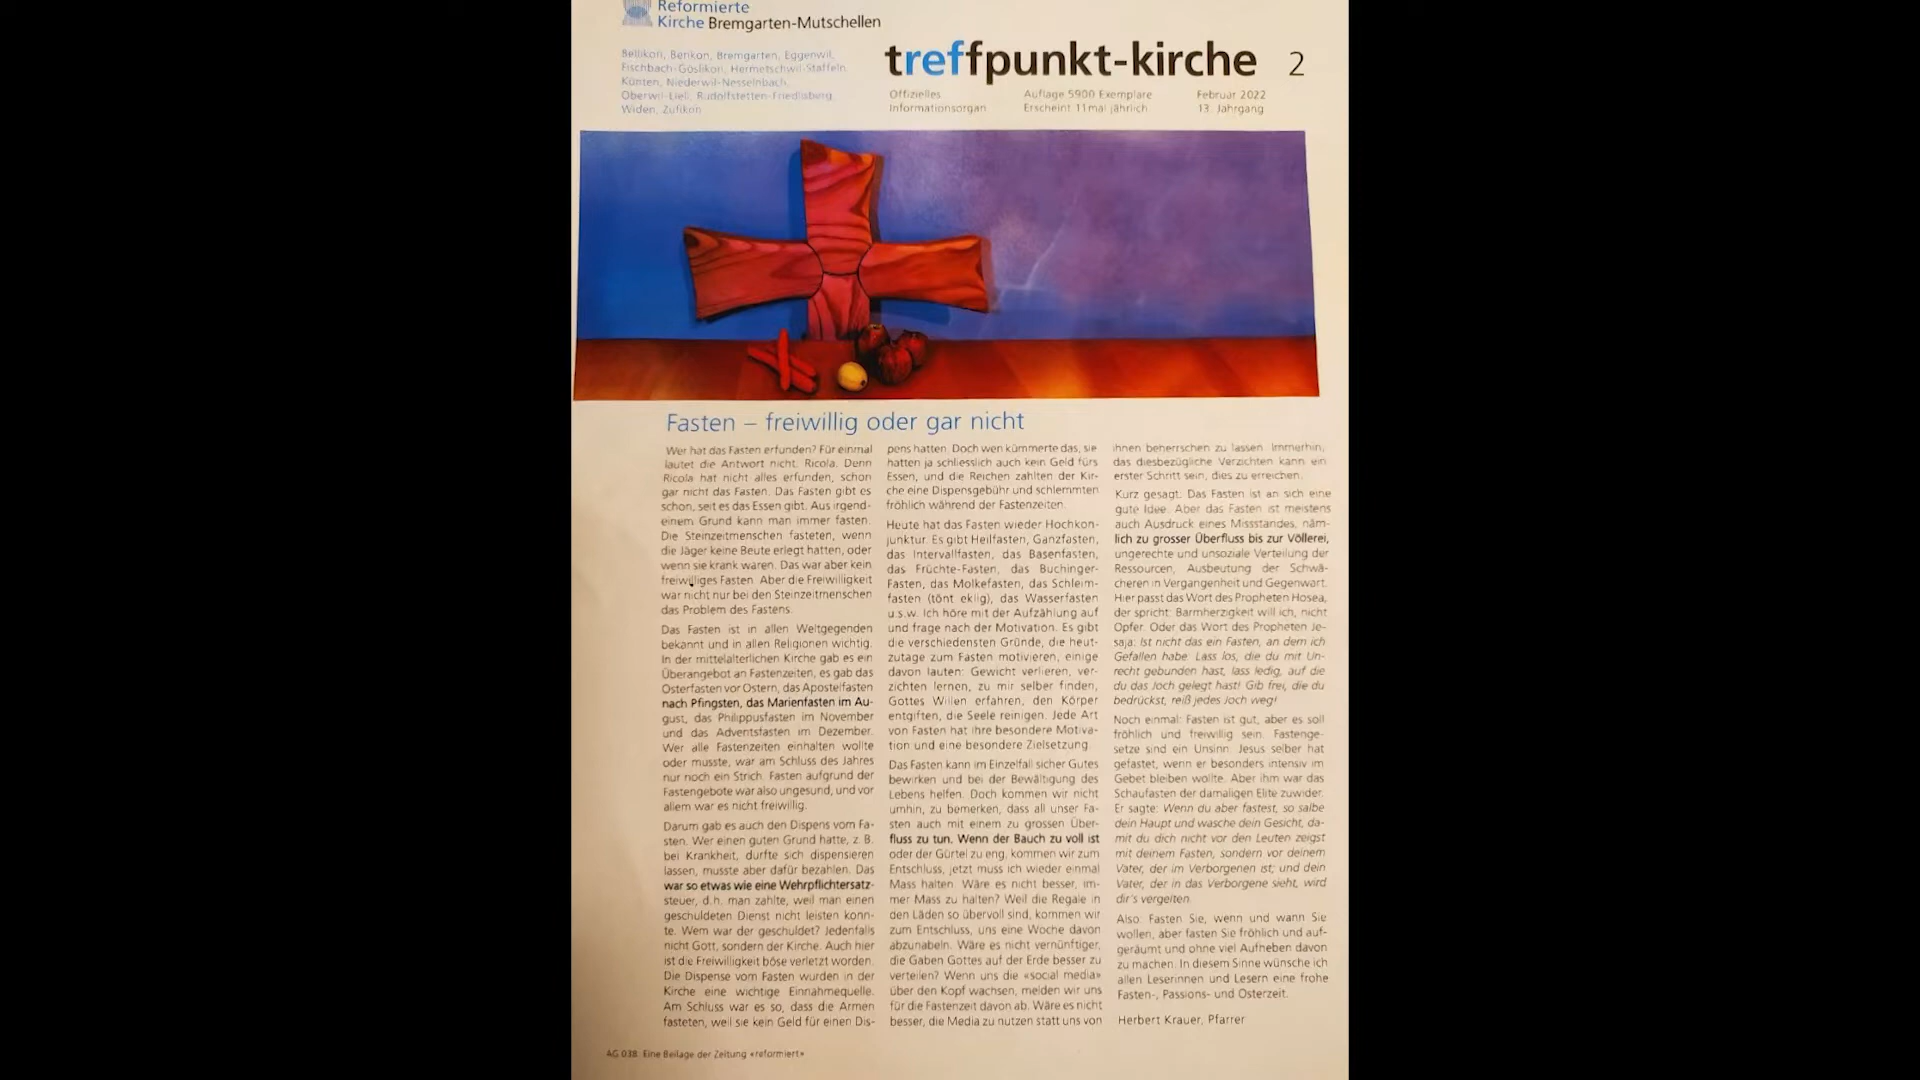 Reformierte
Kirche Bremgarten-Mutschellen
Bellikon, Berikon, Bremgarten, Eggenwil,
Fischbach-Göslikon, Hermetschwil-Staffeln,
Künten, Niederwil-Nesselnbach,
Oberwil-Lieli, Rudolfstetten-Friedlisberg,
Widen, Zufikon
treffpunkt-kirche 2
Offizielles
Informationsorgan
Auflage 5900 Exemplare
Erscheint 11mal jährlich
Februar 2022
13. Jahrgang
Fasten – freiwillig oder gar nicht
Wer hat das Fasten erfunden? Für einmal
lautet die Antwort nicht: Ricola. Denn
Ricola hat nicht alles erfunden, schon
gar nicht das Fasten. Das Fasten gibt es
schon, seit es das Essen gibt. Aus irgend-
einem Grund kann man immer fasten.
Die Steinzeitmenschen fasteten, wenn
die Jäger keine Beute erlegt hatten, oder
wenn sie krank waren. Das war aber kein
freiwilliges Fasten. Aber die Freiwilligkeit
war nicht nur bei den Steinzeitmenschen
das Problem des Fastens.
Das Fasten ist in allen Weltgegenden
bekannt und in allen Religionen wichtig.
In der mittelalterlichen Kirche gab es ein
Überangebot an Fastenzeiten, es gab das
Osterfasten vor Ostern, das Apostelfasten
nach Pfingsten, das Marienfasten im Au-
gust, das Philippusfasten im November
und das Adventsfasten im Dezember.
Wer alle Fastenzeiten einhalten wollte
oder musste, war am Schluss des Jahres
nur noch ein Strich. Fasten aufgrund der
Fastengebote war also ungesund, und vor
allem war es nicht freiwillig.
Darum gab es auch den Dispens vom Fa-
sten. Wer einen guten Grund hatte, z. B.
bei Krankheit, durfte sich dispensieren
lassen, musste aber dafür bezahlen. Das
war so etwas wie eine Wehrpflichtersatz-
steuer, d.h. man zahlte, weil man einen
geschuldeten Dienst nicht leisten konn-
te. Wem war der geschuldet? Jedenfalls
nicht Gott, sondern der Kirche. Auch hier
ist die Freiwilligkeit böse verletzt worden.
Die Dispense vom Fasten wurden in der
Kirche eine wichtige Einnahmequelle.
Am Schluss war es so, dass die Armen
fasteten, weil sie kein Geld für einen Dis-
pens hatten. Doch wen kümmerte das, sie
hatten ja schliesslich auch kein Geld fürs
Essen, und die Reichen zahlten der Kir-
che eine Dispensgebühr und schlemmten
fröhlich während der Fastenzeiten.
Heute hat das Fasten wieder Hochkon-
junktur. Es gibt Heilfasten, Ganzfasten,
das Intervallfasten, das Basenfasten,
das Früchte-Fasten, das Buchinger-
Fasten, das Molkefasten, das Schleim-
fasten (tönt eklig), das Wasserfasten
u.s.w. Ich höre mit der Aufzählung auf
und frage nach der Motivation. Es gibt
die verschiedensten Gründe, die heut-
zutage zum Fasten motivieren, einige
davon lauten: Gewicht verlieren, ver-
zichten lernen, zu mir selber finden,
Gottes Willen erfahren, den Körper
entgiften, die Seele reinigen. Jede Art
von Fasten hat ihre besondere Motiva-
tion und eine besondere Zielsetzung.
Das Fasten kann im Einzelfall sicher Gutes
bewirken und bei der Bewältigung des
Lebens helfen. Doch kommen wir nicht
umhin, zu bemerken, dass all unser Fa-
sten auch mit einem zu grossen Über-
fluss zu tun. Wenn der Bauch zu voll ist
oder der Gürtel zu eng, kommen wir zum
Entschluss, jetzt muss ich wieder einmal
Mass halten. Wäre es nicht besser, im-
mer Mass zu halten? Weil die Regale in
den Läden so übervoll sind, kommen wir
zum Entschluss, uns eine Woche davon
abzunabeln. Wäre es nicht vernünftiger,
die Gaben Gottes auf der Erde besser zu
verteilen? Wenn uns die «social media»
über den Kopf wachsen, melden wir uns
für die Fastenzeit davon ab. Wäre es nicht
besser, die Media zu nutzen statt uns von
ihnen beherrschen zu lassen. Immerhin,
das diesbezügliche Verzichten kann ein
erster Schritt sein, dies zu erreichen.
Kurz gesagt: Das Fasten ist an sich eine
gute Idee. Aber das Fasten ist meistens
auch Ausdruck eines Missstandes, näm-
lich zu grosser Überfluss bis zur Völlerei,
ungerechte und unsoziale Verteilung der
Ressourcen, Ausbeutung der Schwä-
cheren in Vergangenheit und Gegenwart.
Hier passt das Wort des Propheten Hosea,
der spricht: Barmherzigkeit will ich, nicht
Opfer. Oder das Wort des Propheten Je-
saja: Ist nicht das ein Fasten, an dem ich
Gefallen habe: Lass los, die du mit Un-
recht gebunden hast, lass ledig, auf die
du das Joch gelegt hast! Gib frei, die du
bedrückst, reiß jedes Joch weg!
Noch einmal: Fasten ist gut, aber es soll
fröhlich und freiwillig sein. Fastenge-
setze sind ein Unsinn. Jesus selber hat
gefastet, wenn er besonders intensiv im
Gebet bleiben wollte. Aber ihm war das
Schaufasten der damaligen Elite zuwider.
Er sagte: Wenn du aber fastest, so salbe
dein Haupt und wasche dein Gesicht, da-
mit du dich nicht vor den Leuten zeigst
mit deinem Fasten, sondern vor deinem
Vater, der im Verborgenen ist; und dein
Vater, der in das Verborgene sieht, wird
dir's vergelten.
Also: Fasten Sie, wenn und wann Sie
wollen, aber fasten Sie fröhlich und auf-
geräumt und ohne viel Aufheben davon
zu machen. In diesem Sinne wünsche ich
allen Leserinnen und Lesern eine frohe
Fasten-, Passions- und Osterzeit.
Herbert Krauer, Pfarrer
AG 038. Eine Beilage der Zeitung «reformiert»